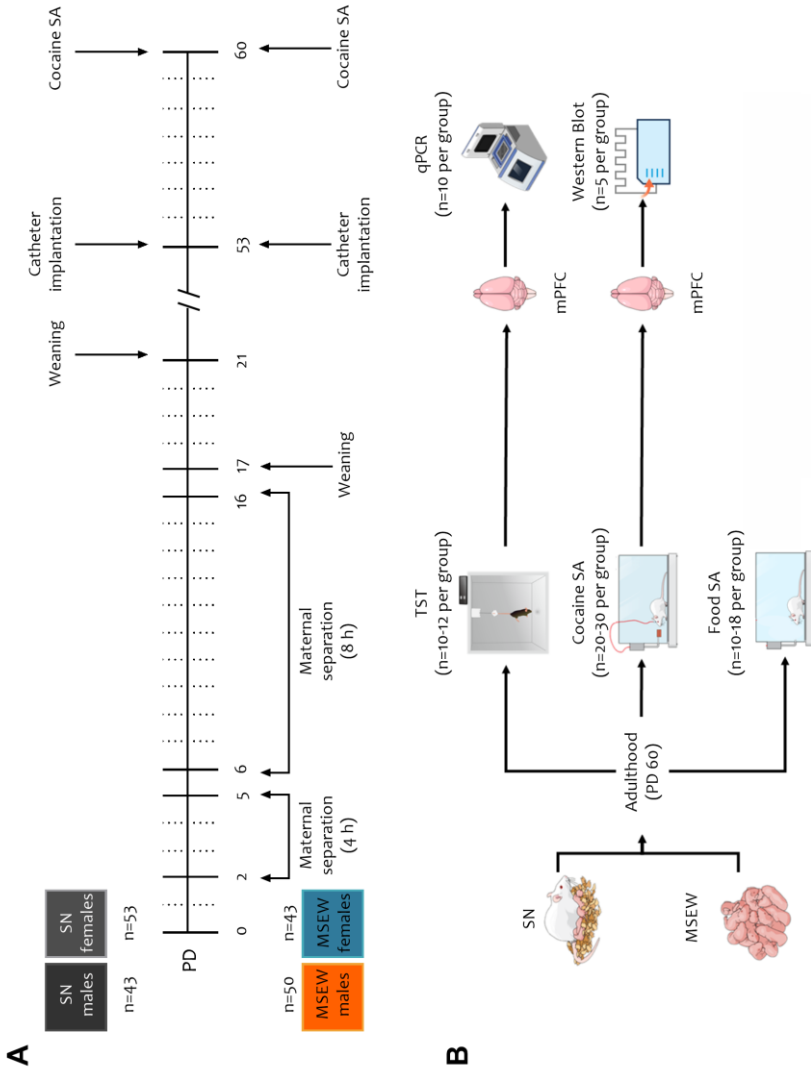 A
SN
males
SN
females
n=43
n=53
Weaning
Catheter
implantation
Cocaine SA
PD
0
2
5
6
16
17
21
53
60
n=50
n=43
MSEW
males
MSEW
females
Maternal
separation
(4 h)
Maternal
separation
(8 h)
Weaning
Catheter
implantation
Cocaine SA
B
SN
MSEW
Adulthood
(PD 60)
TST
(n=10-12 per group)
Cocaine SA
(n=20-30 per group)
Food SA
(n=10-18 per group)
mPFC
mPFC
qPCR
(n=10 per group)
Western Blot
(n=5 per group)